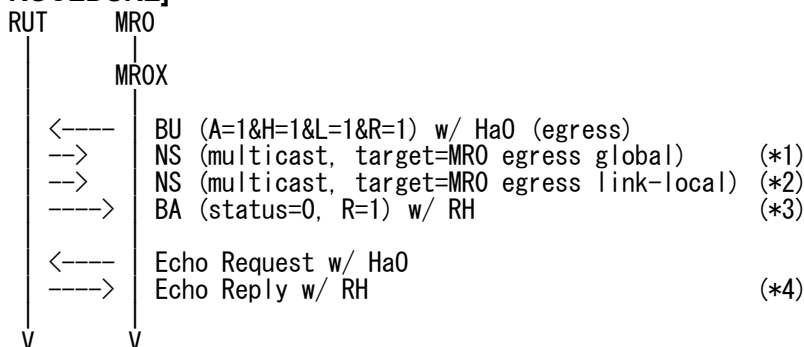 RUT MR0
MR0X
<---- BU (A=1&H=1&L=1&R=1) w/ HaO (egress)
--> NS (multicast, target=MR0 egress global) (*1)
--> NS (multicast, target=MR0 egress link-local) (*2)
----> BA (status=0, R=1) w/ RH (*3)
<---- Echo Request w/ HaO
----> Echo Reply w/ RH (*4)
V V